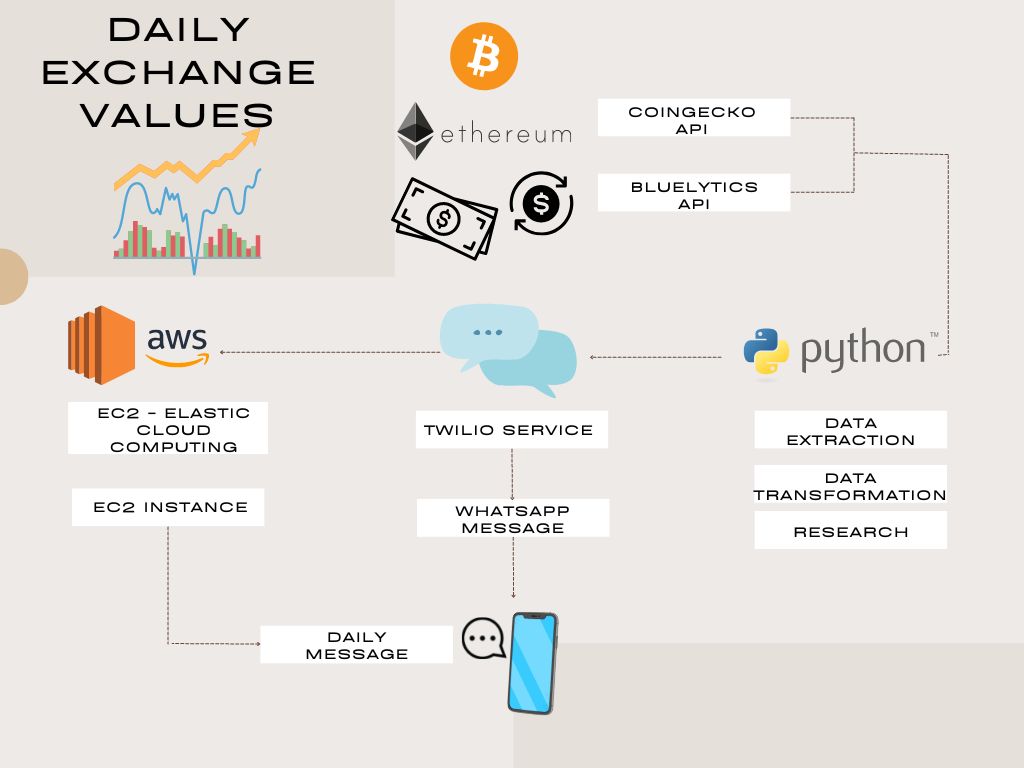 DAILY
EXCHANGE
VALUES
ethereum
COINGECKO
API
BLUELYTICS
API
aws
python™
EC2 - ELASTIC
CLOUD
COMPUTING
TWILIO SERVICE
DATA
EXTRACTION
DATA
TRANSFORMATION
RESEARCH
EC2 INSTANCE
WHATSAPP
MESSAGE
DAILY
MESSAGE